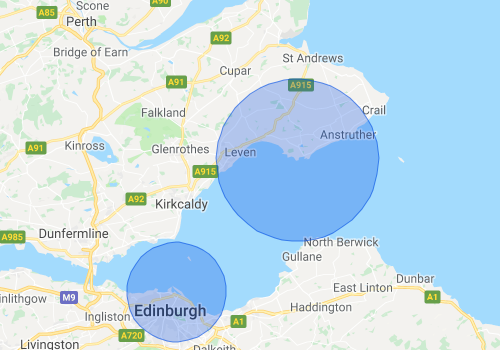 Scone
A90
A85
Perth
A92
Bridge of Earn
St Andrews
Cupar
A91
A915
Falkland
Crail
Anstruther
Kinross
A91
Glenrothes
Leven
A915
A92
Kirkcaldy
Dunfermline
A985
North Berwick
Gullane
Dunbar
East Linton
inlithgow
M9
A1
Haddington
Edinburgh
Ingliston
A1
A720
Livingston
Dalkeith